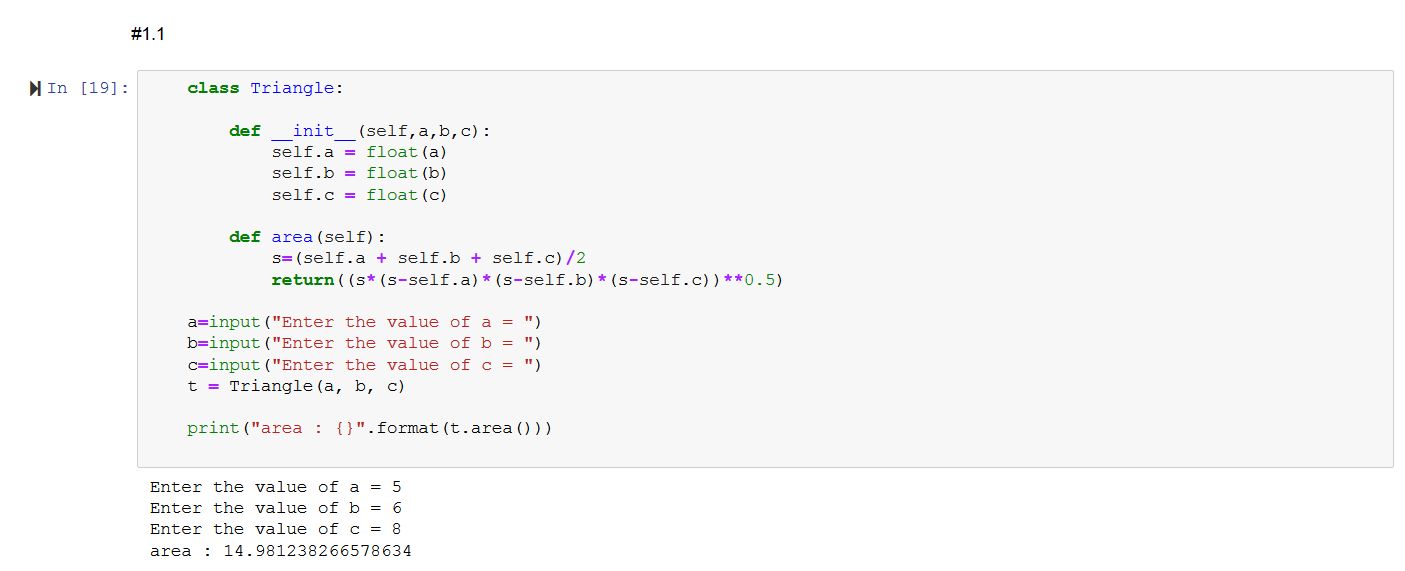 #1.1
In [19]:
class Triangle:
def __init__(self,a,b,c):
self.a = float(a)
self.b = float(b)
self.c = float(c)
def area(self):
s=(self.a + self.b + self.c)/2
return((s*(s-self.a)*(s-self.b)*(s-self.c))**0.5)
a=input("Enter the value of a = ")
b=input("Enter the value of b = ")
c=input("Enter the value of c = ")
t = Triangle(a, b, c)
print("area : {}".format(t.area()))
Enter the value of a = 5
Enter the value of b = 6
Enter the value of c = 8
area : 14.981238266578634